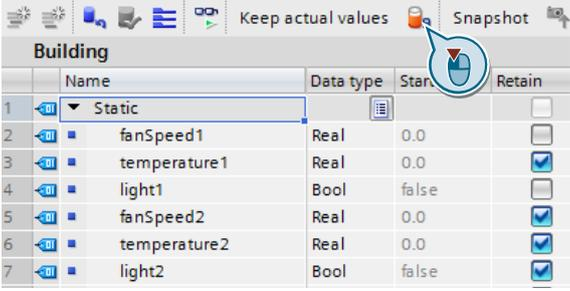 Keep actual values Snapshot
Building
Name Data type Star Retain
1 Static
2 fanSpeed1 Real 0.0
3 temperature1 Real 0.0
4 light1 Bool false
5 fanSpeed2 Real 0.0
6 temperature2 Real 0.0
7 light2 Bool false